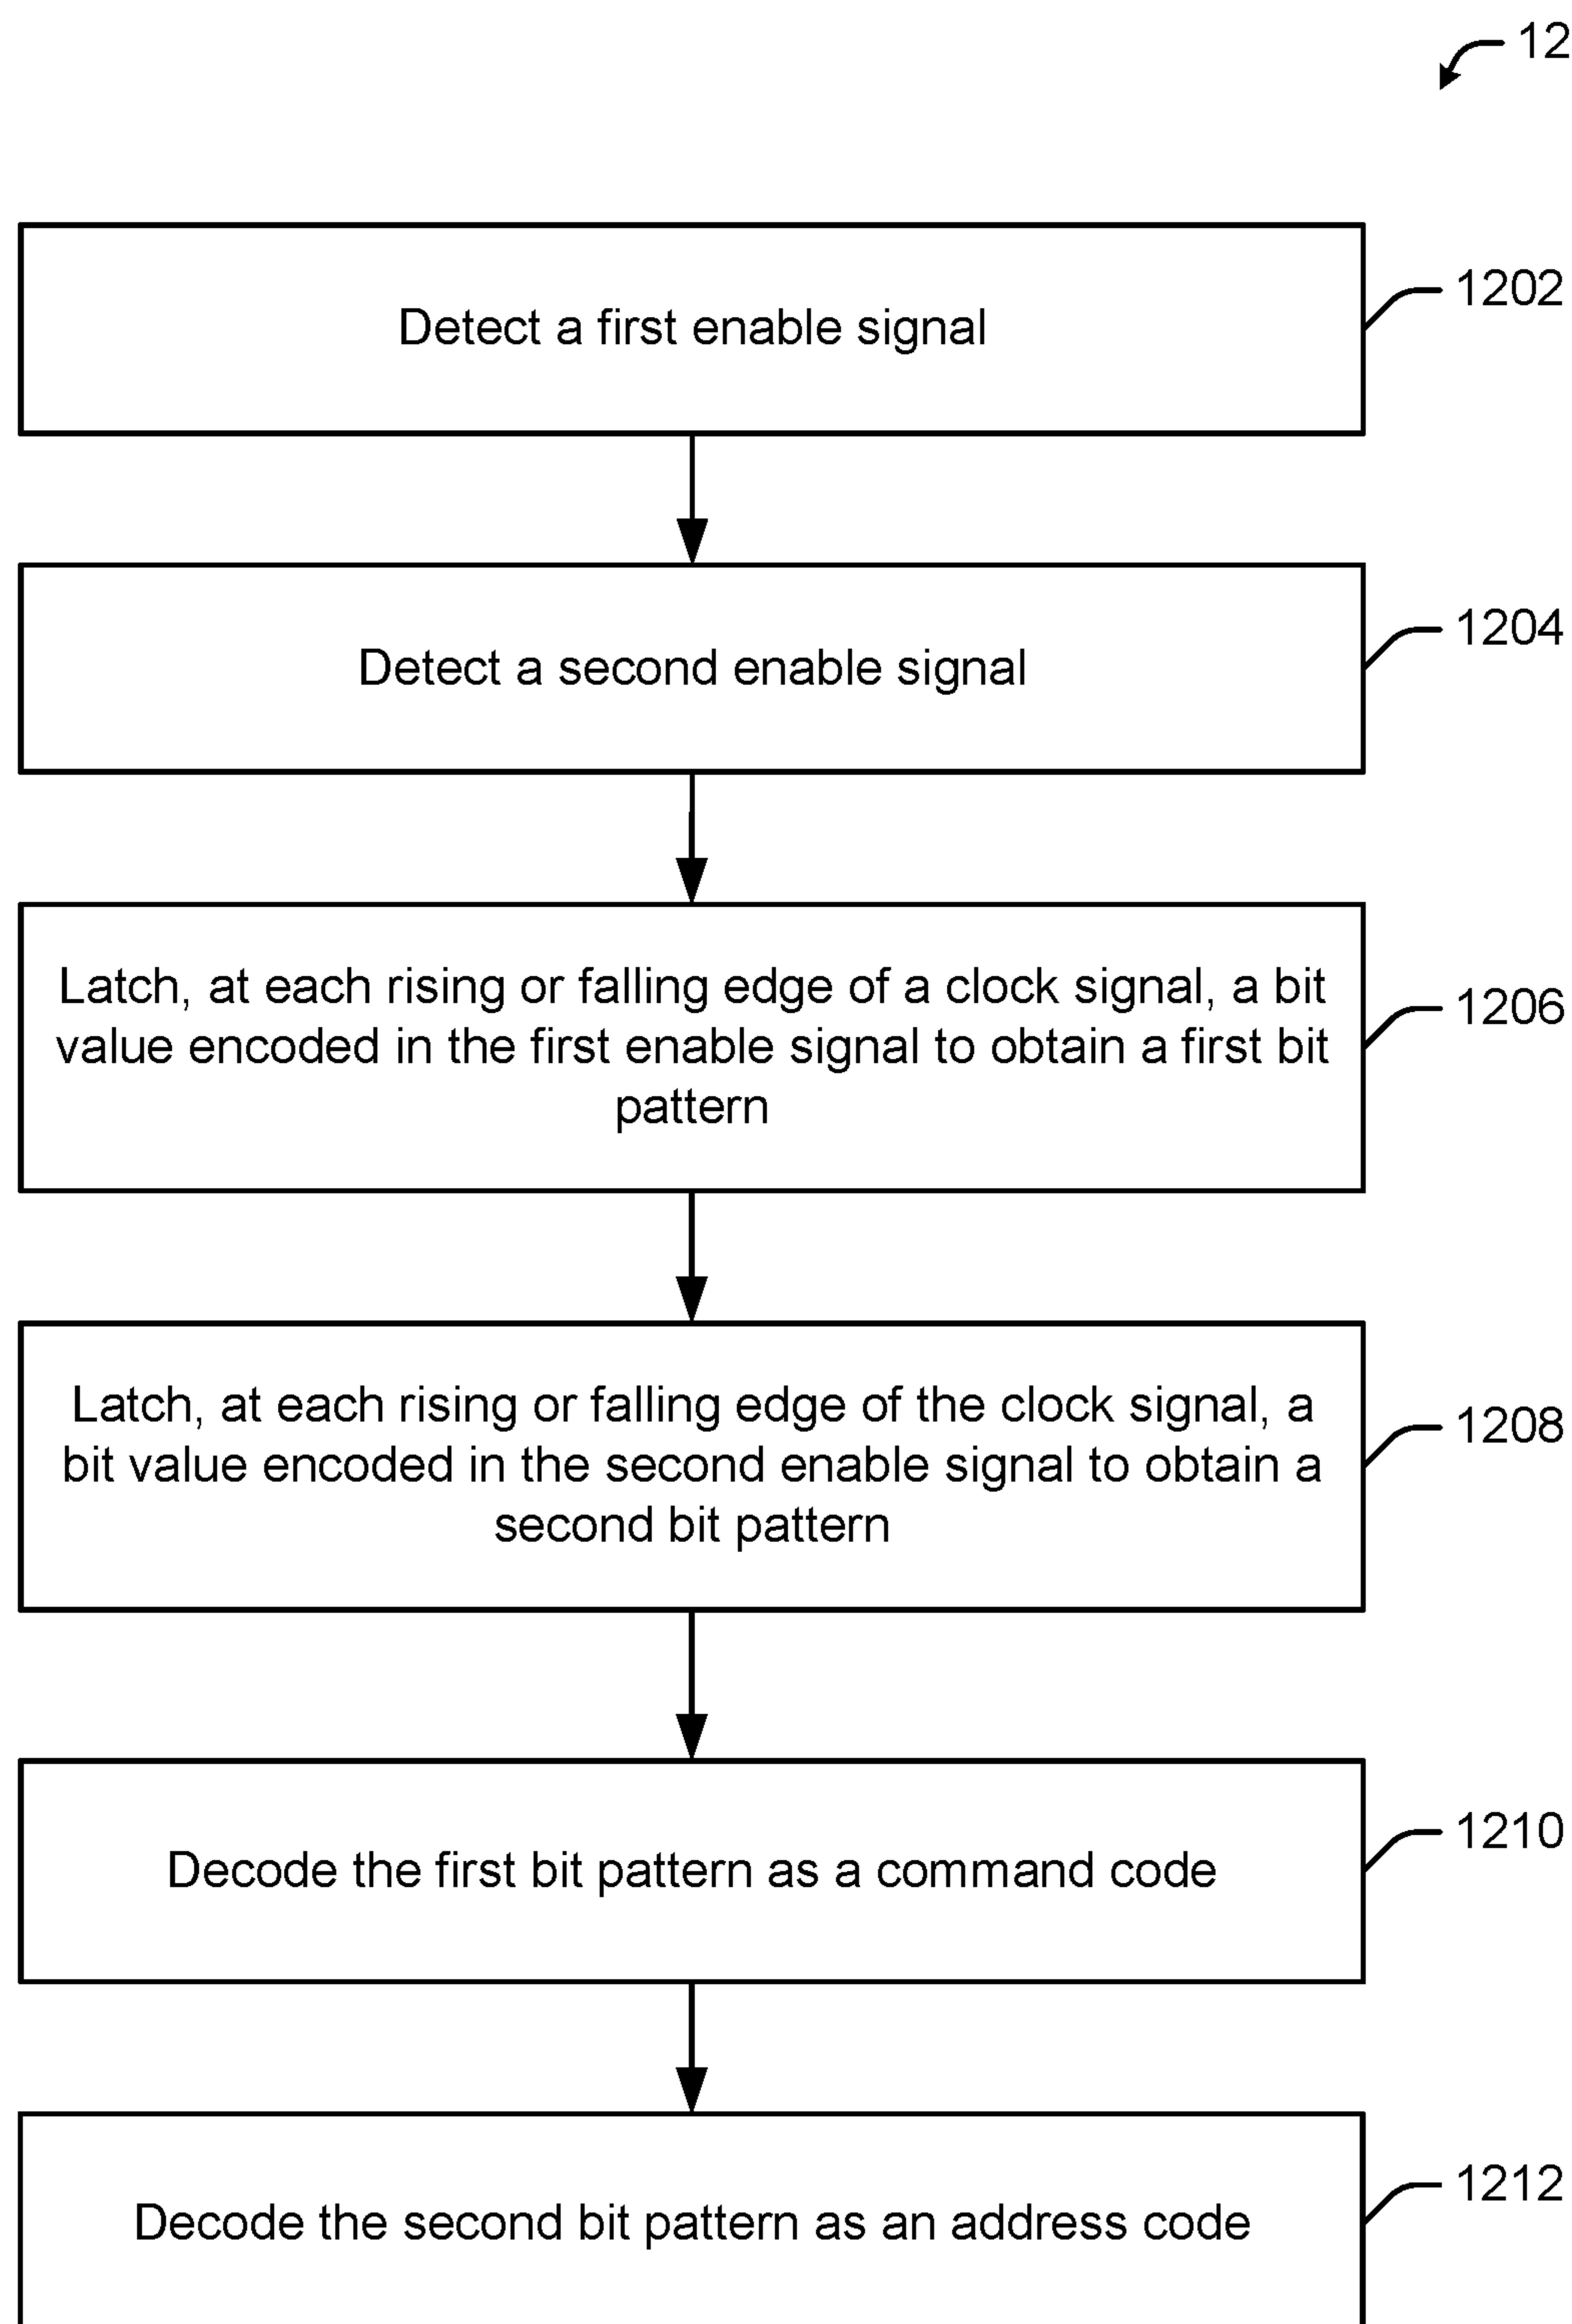 12
Detect a first enable signal
1202
Detect a second enable signal
1204
Latch, at each rising or falling edge of a clock signal, a bit
value encoded in the first enable signal to obtain a first bit
pattern
1206
Latch, at each rising or falling edge of the clock signal, a
bit value encoded in the second enable signal to obtain a
second bit pattern
1208
Decode the first bit pattern as a command code
1210
Decode the second bit pattern as an address code
1212